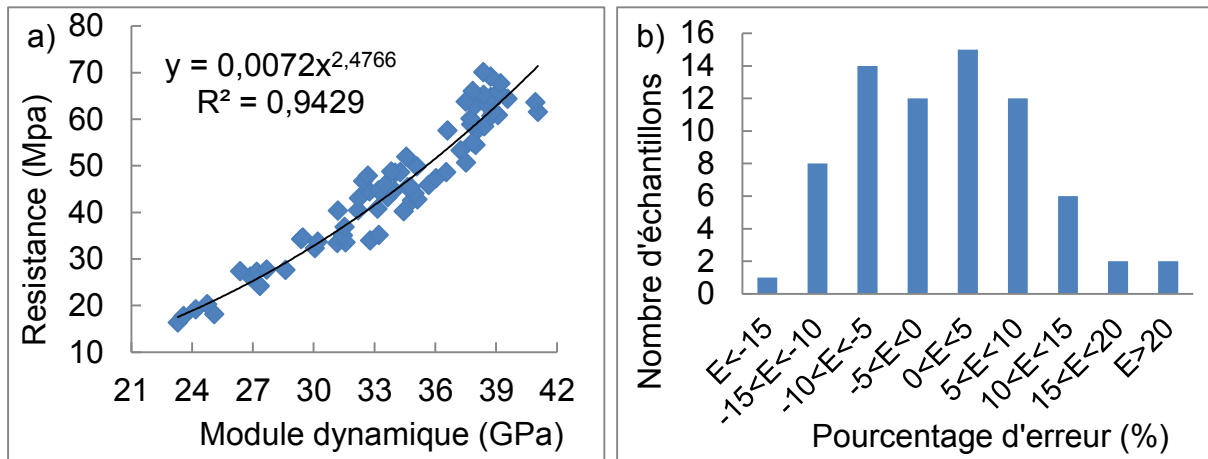 a)
y = 0,0072x^2,4766
R² = 0,9429
Resistance (Mpa)
80
70
60
50
40
30
20
10
21 24 27 30 33 36 39 42
Module dynamique (GPa)
b)
Nombre d'échantillons
16
14
12
10
8
6
4
2
0
E<-15
-15<E<-10
-10<E<-5
-5<E<0
0<E<5
5<E<10
10<E<15
15<E<20
E>20
Pourcentage d'erreur (%)